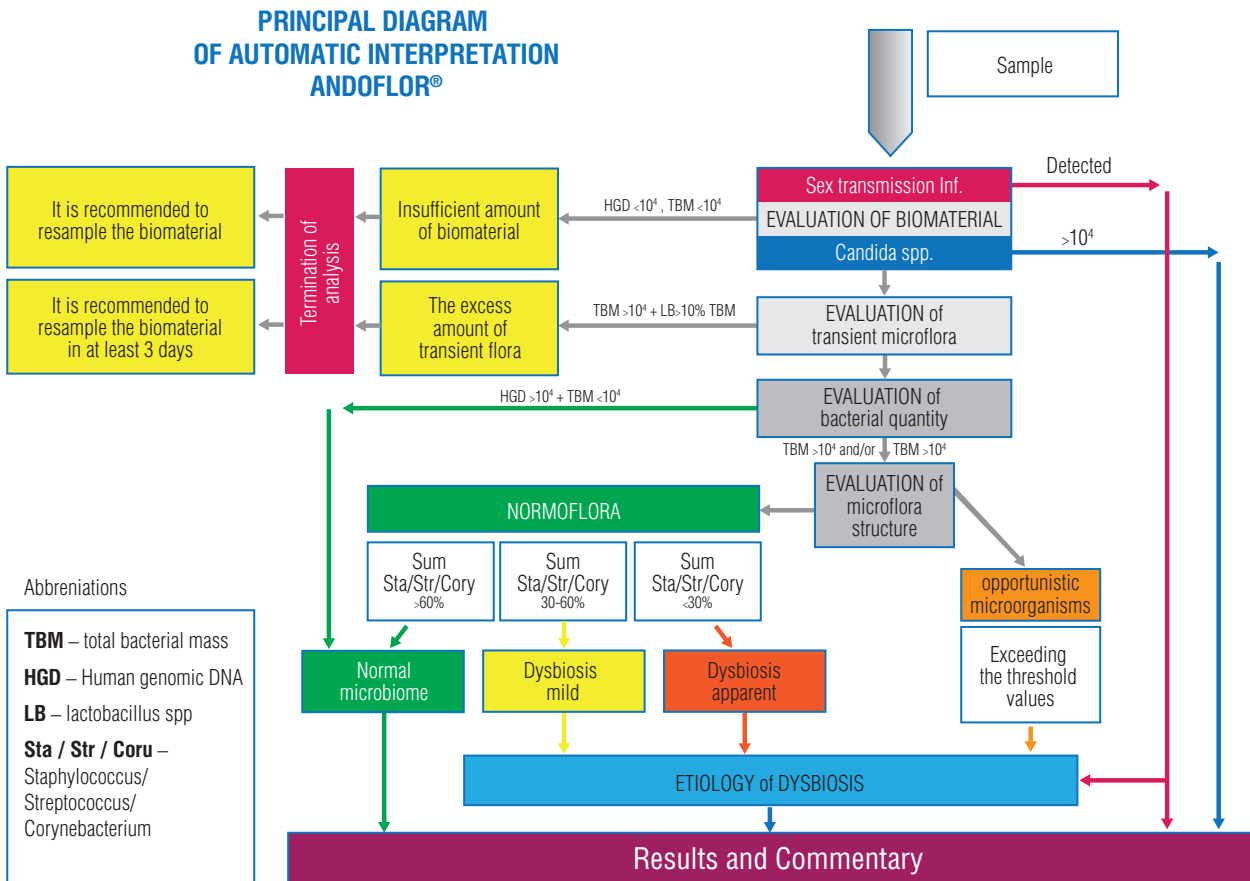 PRINCIPAL DIAGRAM
OF AUTOMATIC INTERPRETATION
ANDOFLOR®
Sample
Sex transmission Inf.
EVALUATION OF BIOMATERIAL
Candida spp.
Detected
>10⁴
HGD <10⁴ , TBM <10⁴
Insufficient amount
of biomaterial
Termination of
analysis
It is recommended to
resample the biomaterial
EVALUATION of
transient microflora
TBM >10⁴ + LB>10% TBM
The excess
amount of
transient flora
It is recommended to
resample the biomaterial
in at least 3 days
EVALUATION of
bacterial quantity
HGD >10⁴ + TBM <10⁴
TBM >10⁴ and/or
TBM >10⁴
EVALUATION of
microflora
structure
NORMOFLORA
Sum
Sta/Str/Cory
>60%
Sum
Sta/Str/Cory
30-60%
Sum
Sta/Str/Cory
<30%
opportunistic
microorganisms
Exceeding
the threshold
values
Normal
microbiome
Dysbiosis
mild
Dysbiosis
apparent
ETIOLOGY of DYSBIOSIS
Results and Commentary
Abbreniations
TBM – total bacterial mass
HGD – Human genomic DNA
LB – lactobacillus spp
Sta / Str / Coru –
Staphylococcus/
Streptococcus/
Corynebacterium